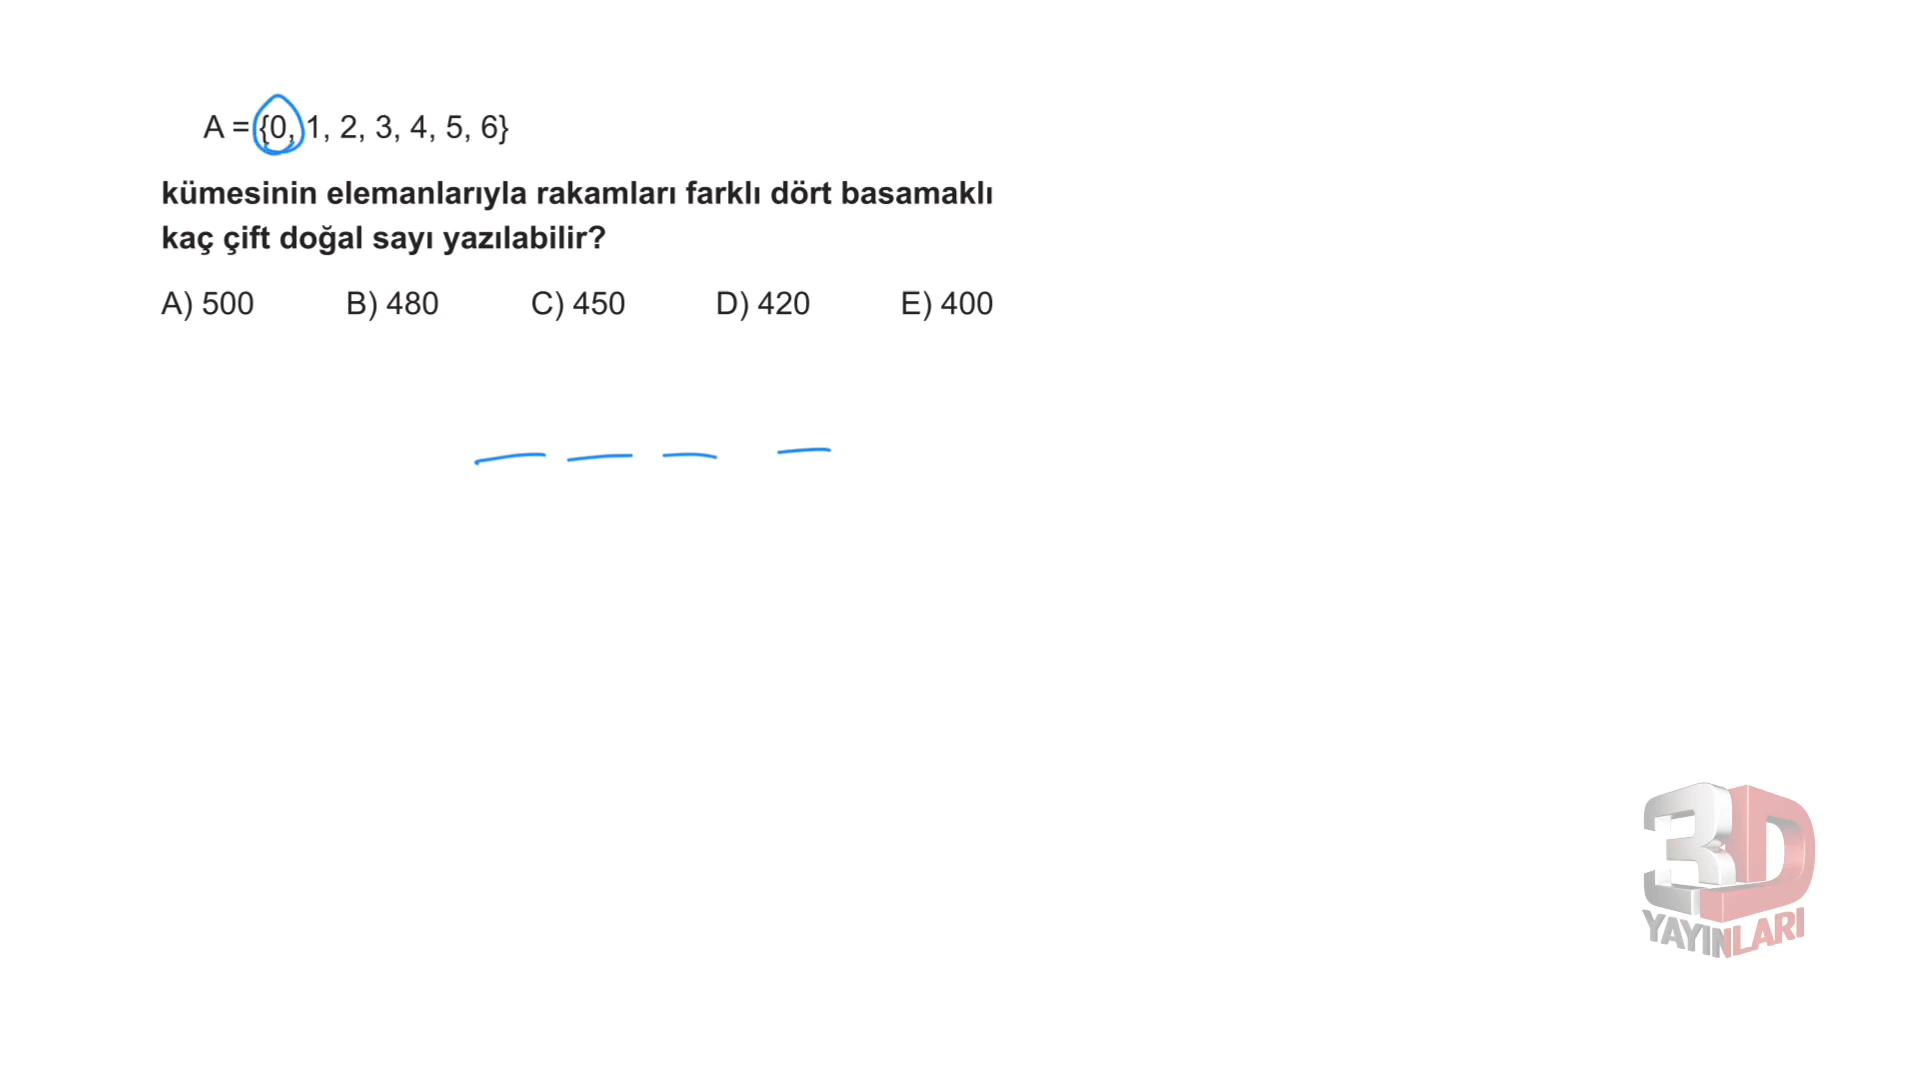 A = {0, 1, 2, 3, 4, 5, 6}
kümesinin elemanlarıyla rakamları farklı dört basamaklı
kaç çift doğal sayı yazılabilir?
A) 500 B) 480 C) 450 D) 420 E) 400
3D
YAYINLARI